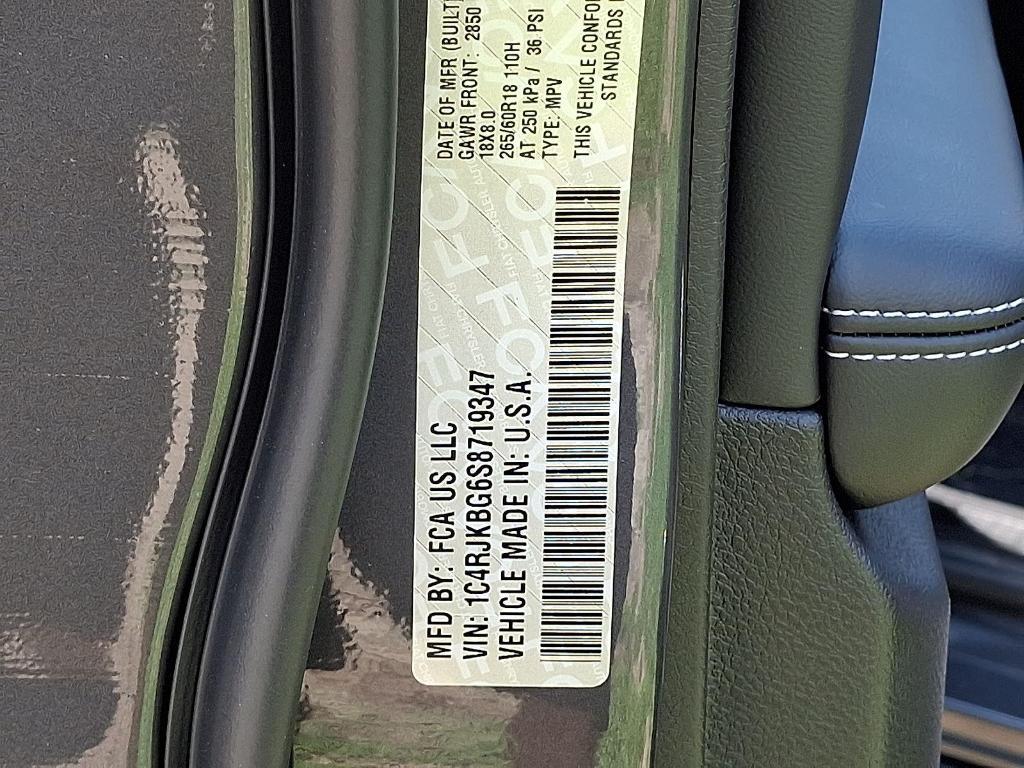 MFD BY: FCA US LLC
VIN: 1C4RJKBG6S8719347
VEHICLE MADE IN: U.S.A.
DATE OF MFR (BUILT)
GAWR FRONT: 2850
18X8.0
265/60R18 110H
AT 250 kPa / 36 PSI
TYPE: MPV
THIS VEHICLE
STANDARDS